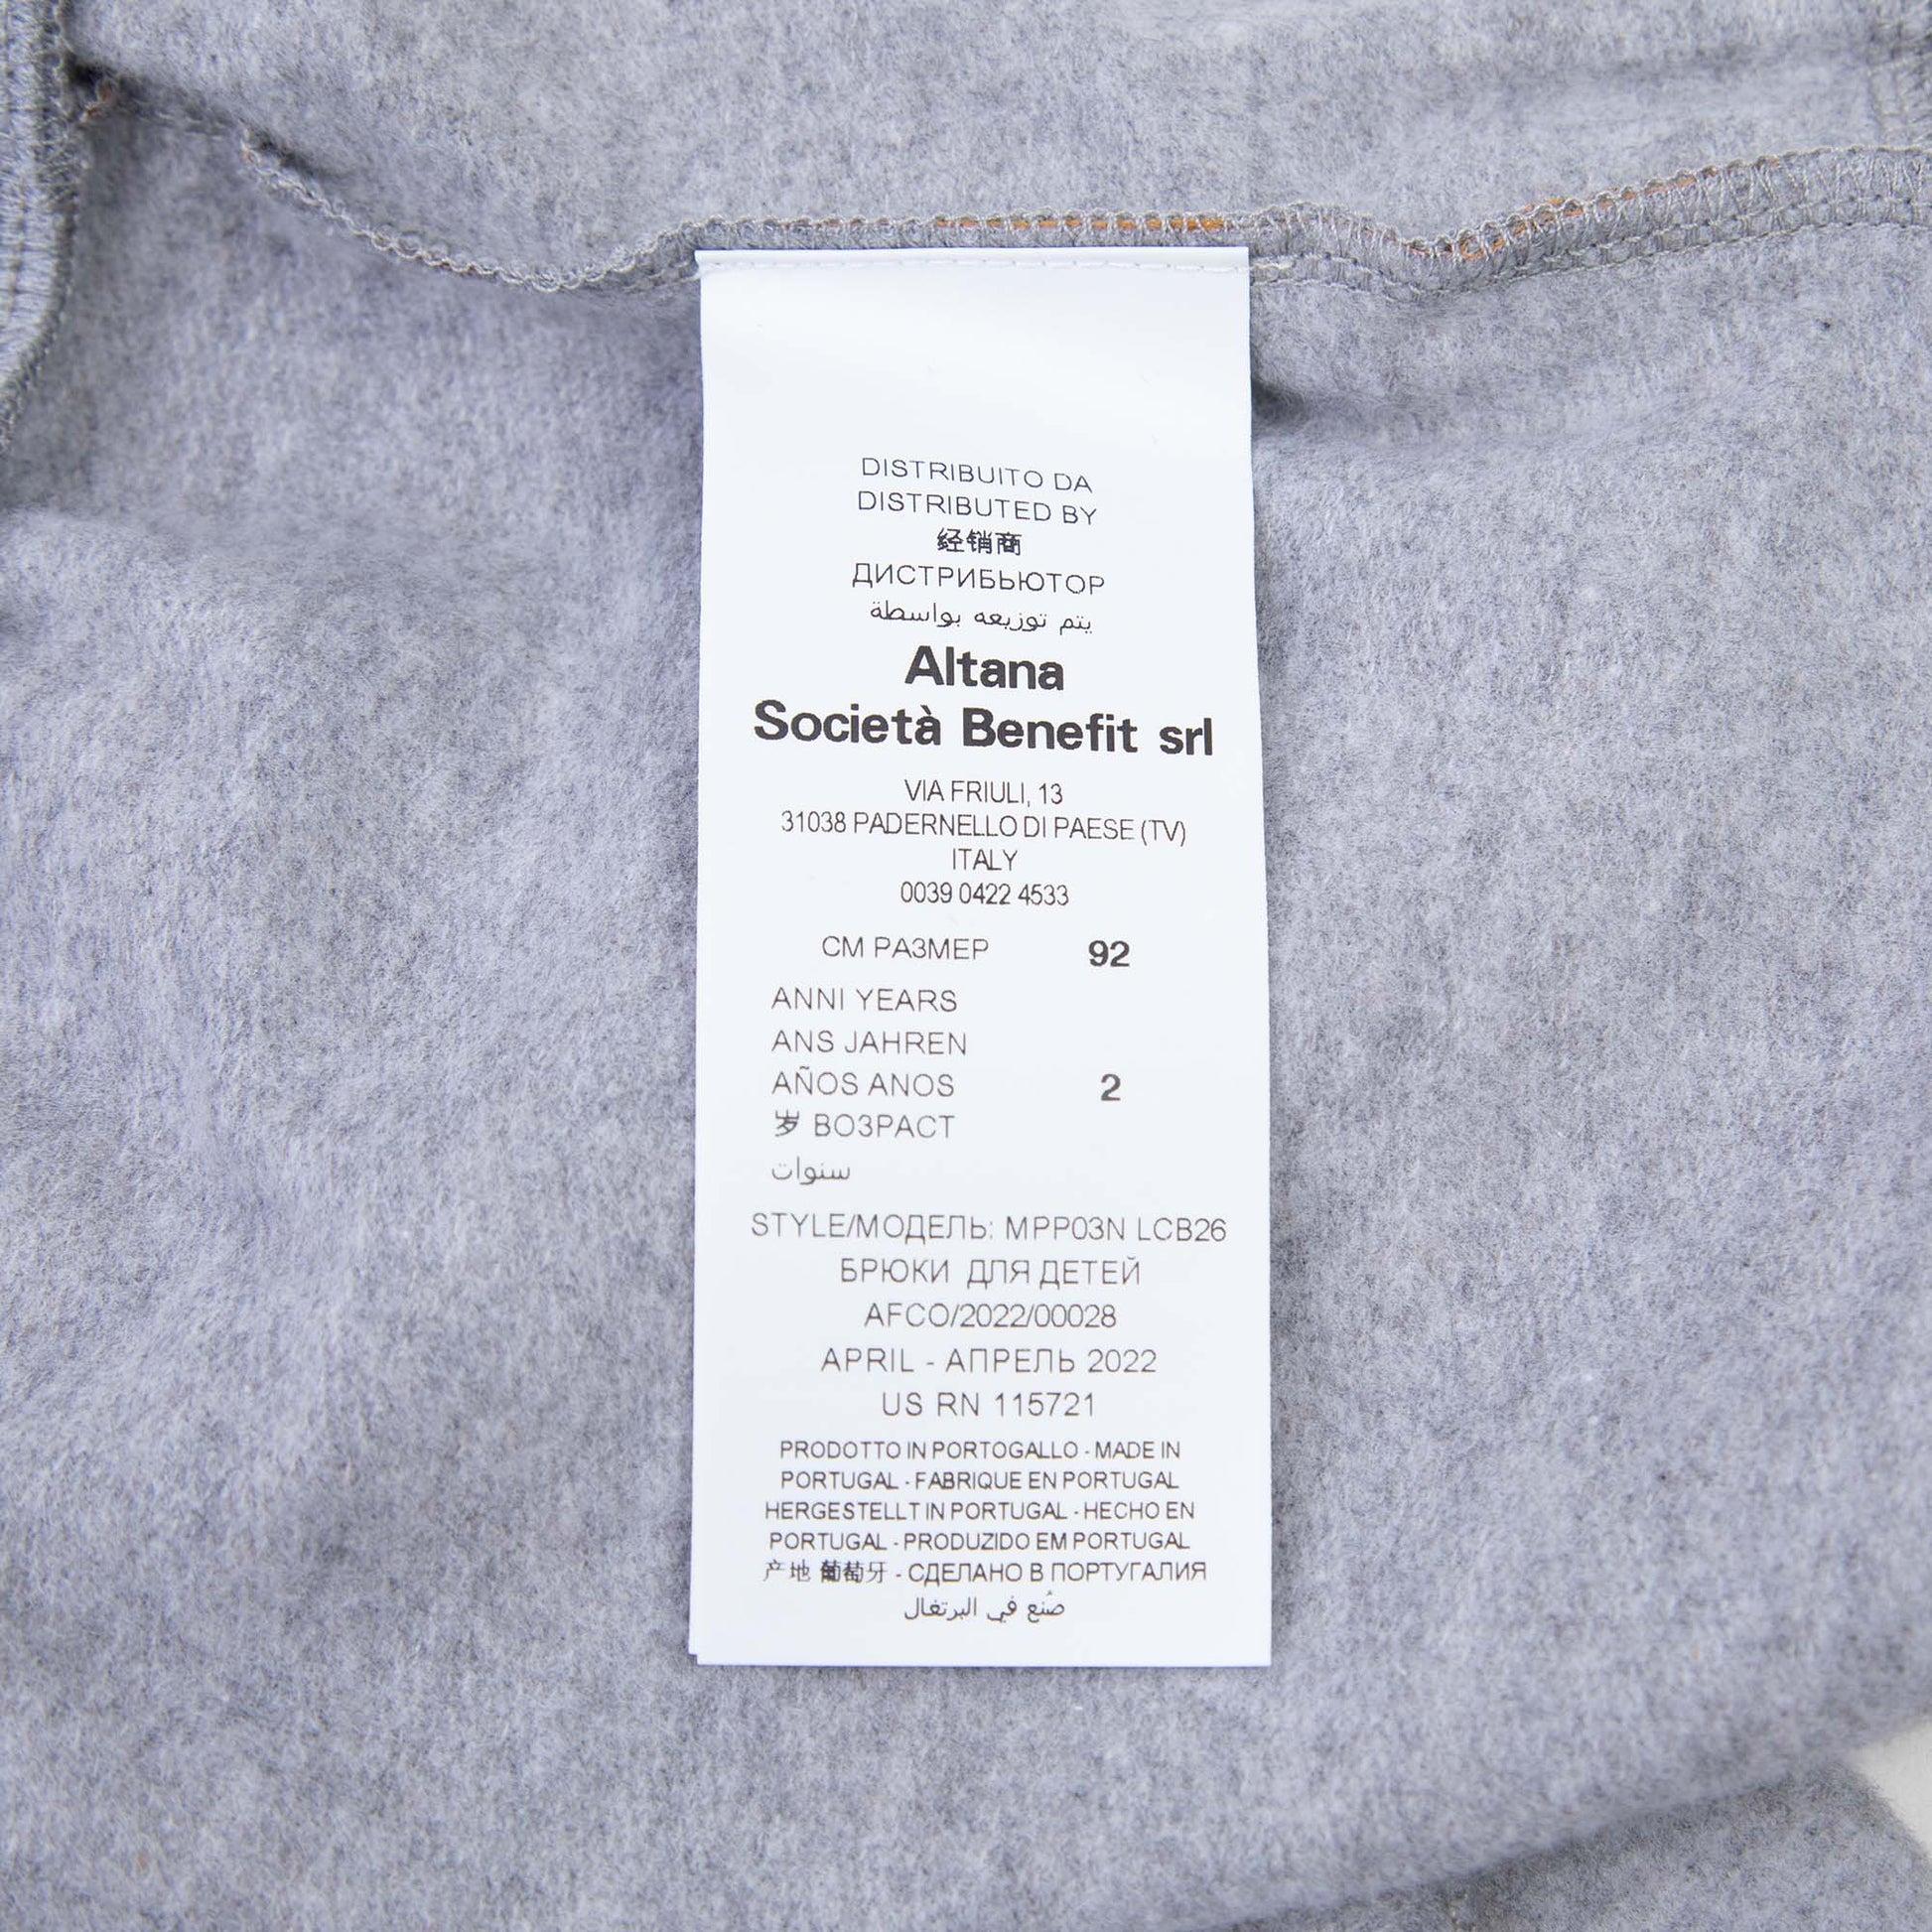 DISTRIBUITO DA
DISTRIBUTED BY
经销商
ДИСТРИБЬЮТОР
يتم توزيعه بواسطة
Altana
Società Benefit srl
VIA FRIULI, 13
31038 PADERNELLO DI PAESE (TV)
ITALY
0039 0422 4533
СМ РАЗМЕР 92
ANNI YEARS
ANS JAHREN
AÑOS ANOS 2
岁 ВОЗРАСТ
سنوات
STYLE/МОДЕЛЬ: MPP03N LCB26
БРЮКИ ДЛЯ ДЕТЕЙ
AFCO/2022/00028
APRIL - АПРЕЛЬ 2022
US RN 115721
PRODOTTO IN PORTOGALLO - MADE IN
PORTUGAL - FABRIQUE EN PORTUGAL
HERGESTELLT IN PORTUGAL - HECHO EN
PORTUGAL - PRODUZIDO EM PORTUGAL
产地 葡萄牙 - СДЕЛАНО В ПОРТУГАЛИЯ
صُنع في البرتغال